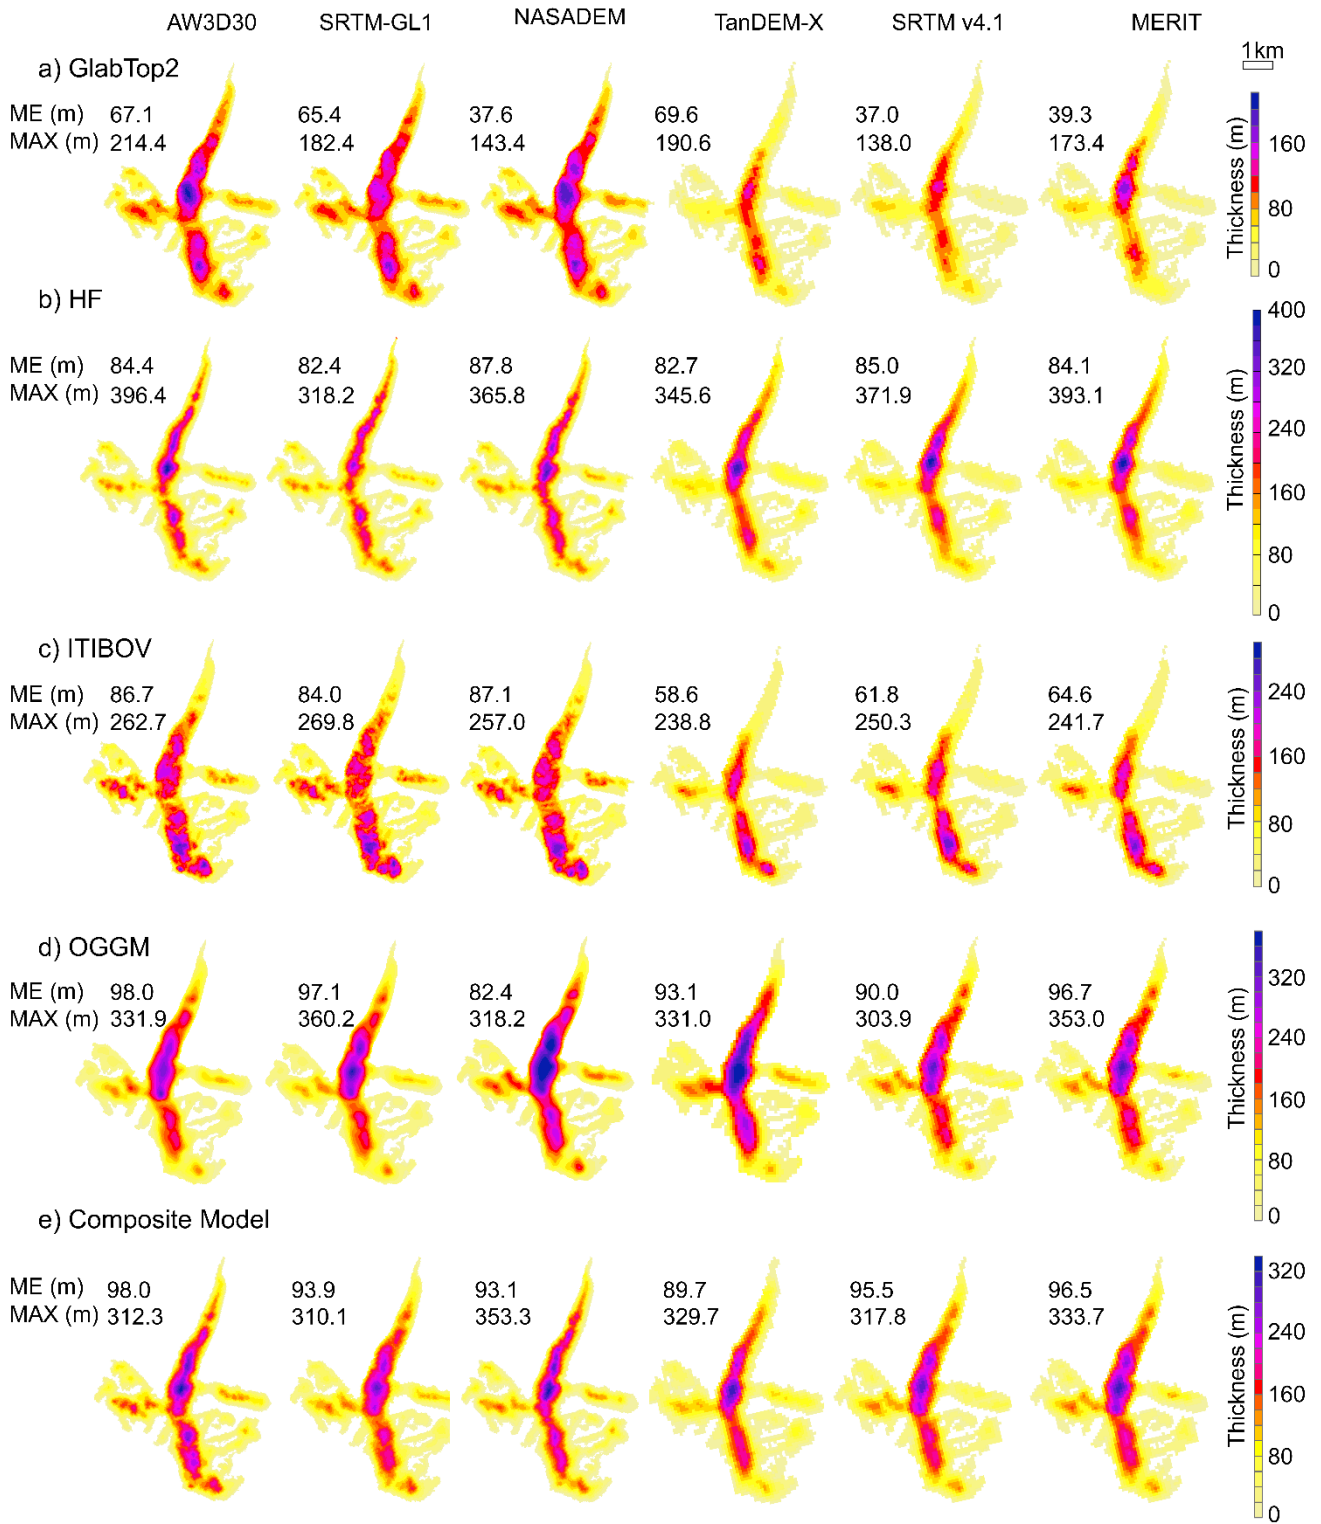 AW3D30 SRTM-GL1 NASADEM TanDEM-X SRTM v4.1 MERIT
1km
a) GlabTop2
ME (m) 67.1 65.4 37.6 69.6 37.0 39.3
MAX (m) 214.4 182.4 143.4 190.6 138.0 173.4
Thickness (m)
160
80
0
b) HF
ME (m) 84.4 82.4 87.8 82.7 85.0 84.1
MAX (m) 396.4 318.2 365.8 345.6 371.9 393.1
Thickness (m)
400
320
240
160
80
0
c) ITIBOV
ME (m) 86.7 84.0 87.1 58.6 61.8 64.6
MAX (m) 262.7 269.8 257.0 238.8 250.3 241.7
Thickness (m)
240
160
80
0
d) OGGM
ME (m) 98.0 97.1 82.4 93.1 90.0 96.7
MAX (m) 331.9 360.2 318.2 331.0 303.9 353.0
Thickness (m)
320
240
160
80
0
e) Composite Model
ME (m) 98.0 93.9 93.1 89.7 95.5 96.5
MAX (m) 312.3 310.1 353.3 329.7 317.8 333.7
Thickness (m)
320
240
160
80
0